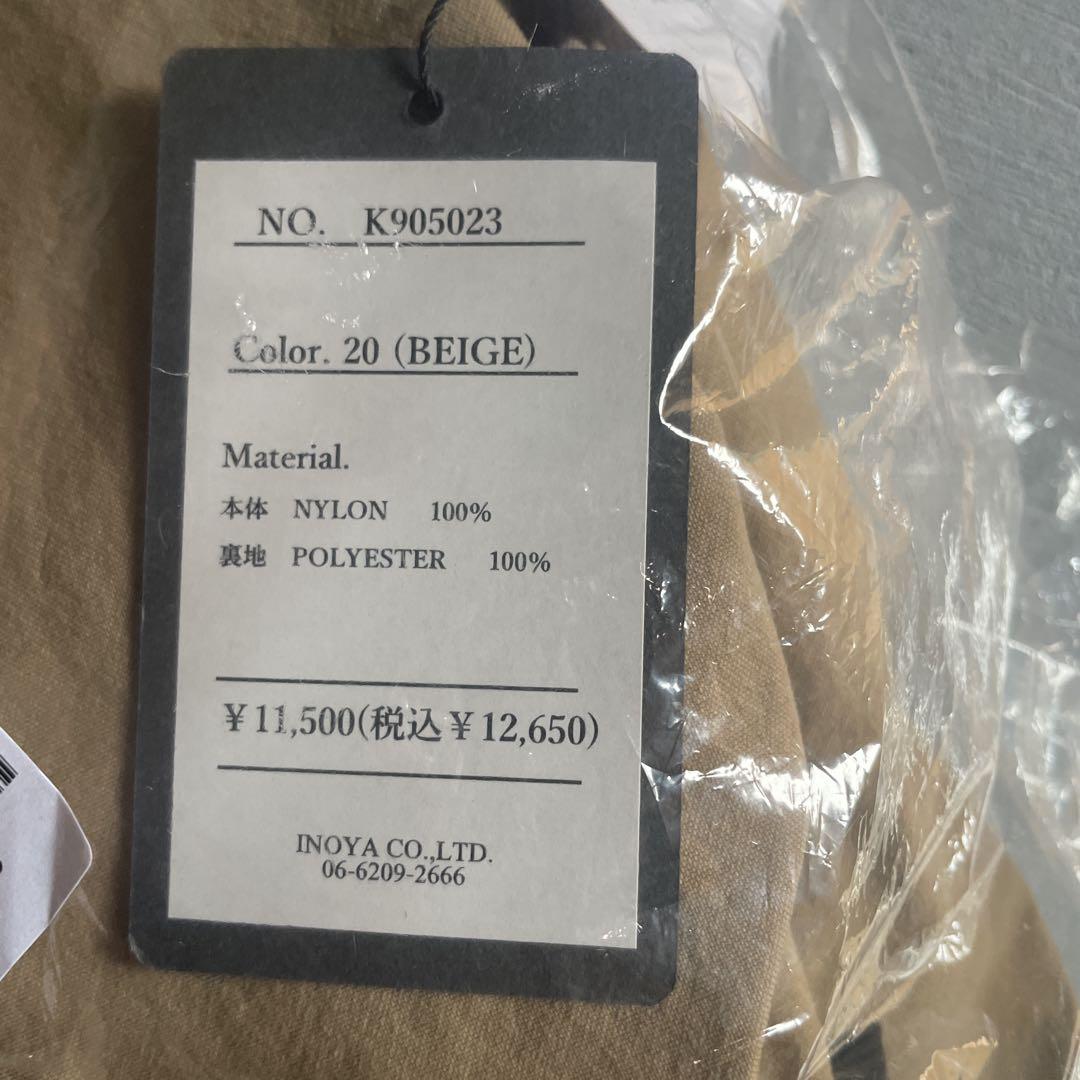 NO. K905023
Color. 20 (BEIGE)
Material.
本体 NYLON 100%
裏地 POLYESTER 100%
¥11,500(税込¥12,650)
INOYA CO.,LTD.
06-6209-2666